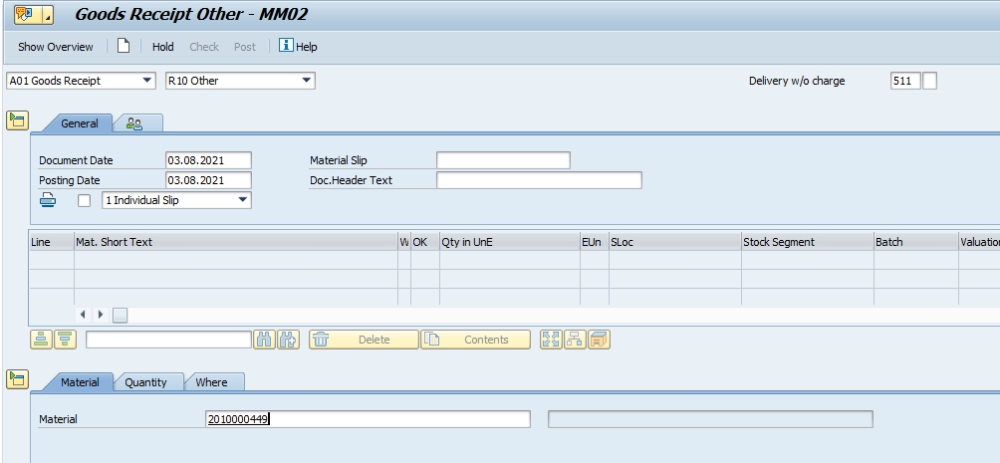 Goods Receipt Other - MM02
Show Overview Hold Check Post Help
A01 Goods Receipt R10 Other Delivery w/o charge 511
General
Document Date 03.08.2021 Material Slip
Posting Date 03.08.2021 Doc.Header Text
1 Individual Slip
Line Mat. Short Text W OK Qty in UnE EUn SLoc Stock Segment Batch Valuation
Delete Contents
Material Quantity Where
Material 2010000449